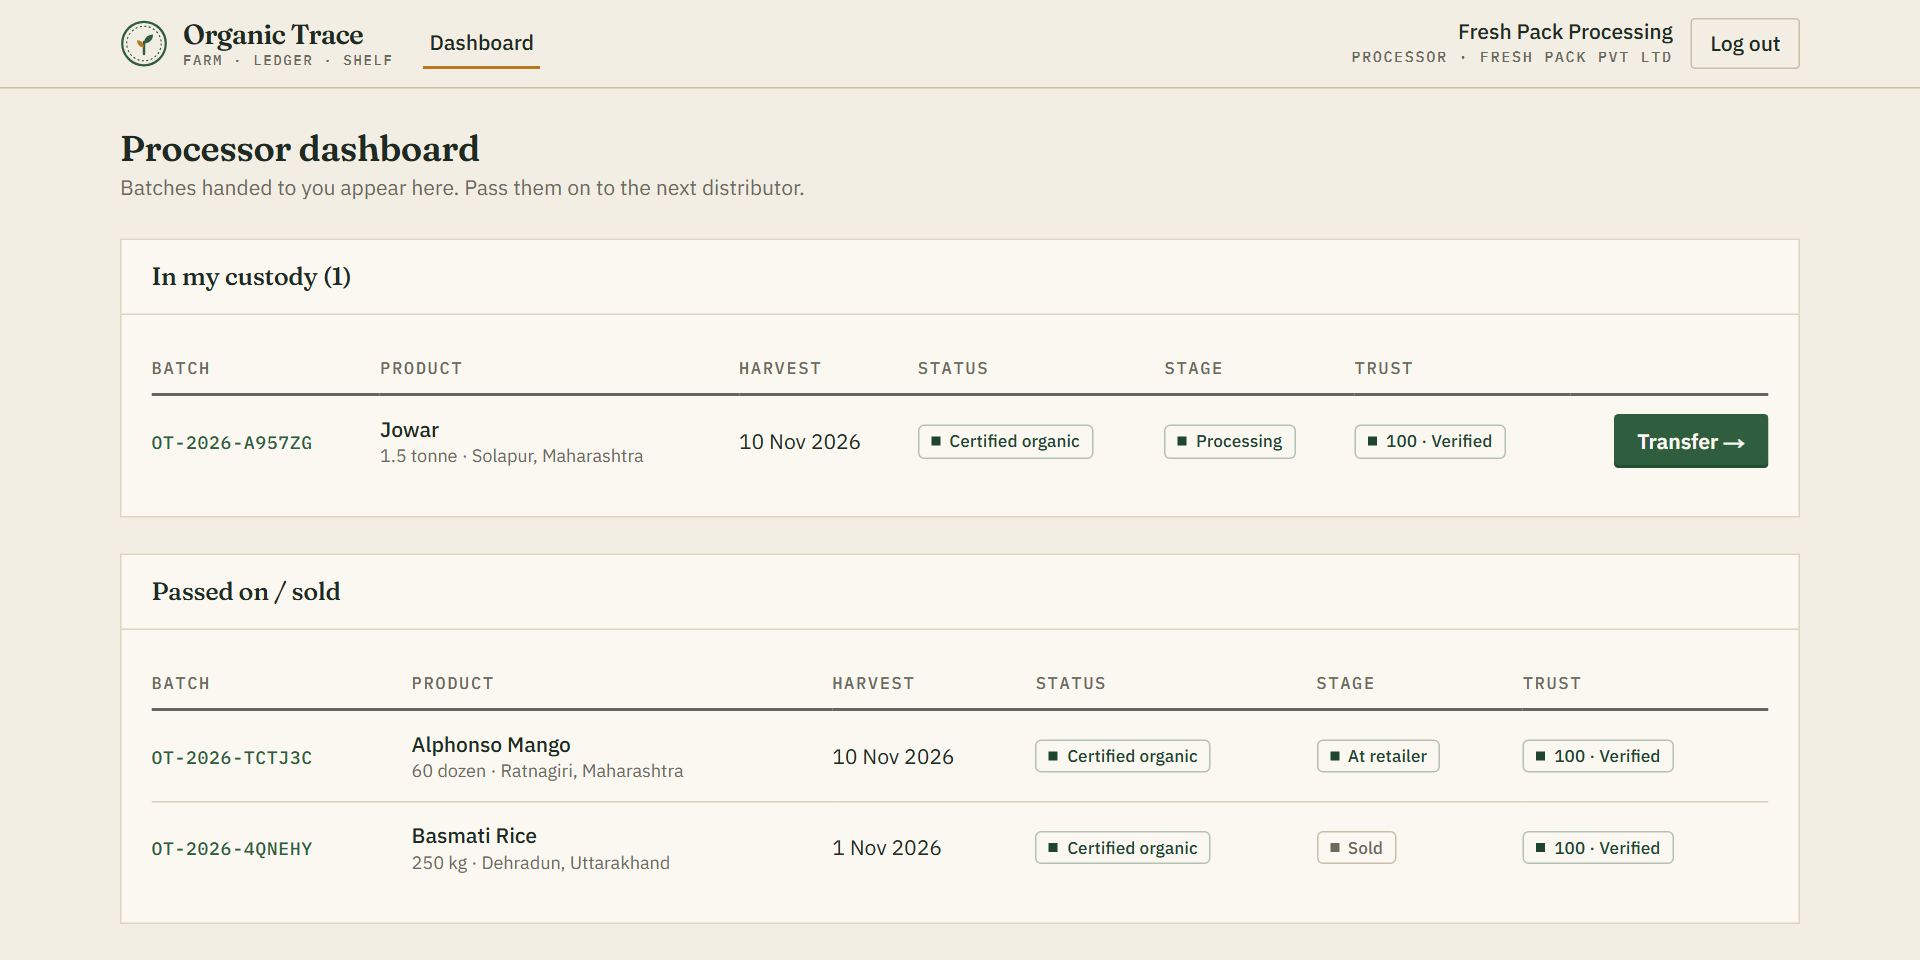 Organic Trace
FARM · LEDGER · SHELF
Dashboard
Fresh Pack Processing
PROCESSOR · FRESH PACK PVT LTD
Log out
Processor dashboard
Batches handed to you appear here. Pass them on to the next distributor.
In my custody (1)
BATCH PRODUCT HARVEST STATUS STAGE TRUST
OT-2026-A957ZG Jowar 10 Nov 2026 Certified organic Processing 100 · Verified Transfer →
1.5 tonne · Solapur, Maharashtra
Passed on / sold
BATCH PRODUCT HARVEST STATUS STAGE TRUST
OT-2026-TCTJ3C Alphonso Mango 10 Nov 2026 Certified organic At retailer 100 · Verified
60 dozen · Ratnagiri, Maharashtra
OT-2026-4QNEHY Basmati Rice 1 Nov 2026 Certified organic Sold 100 · Verified
250 kg · Dehradun, Uttarakhand